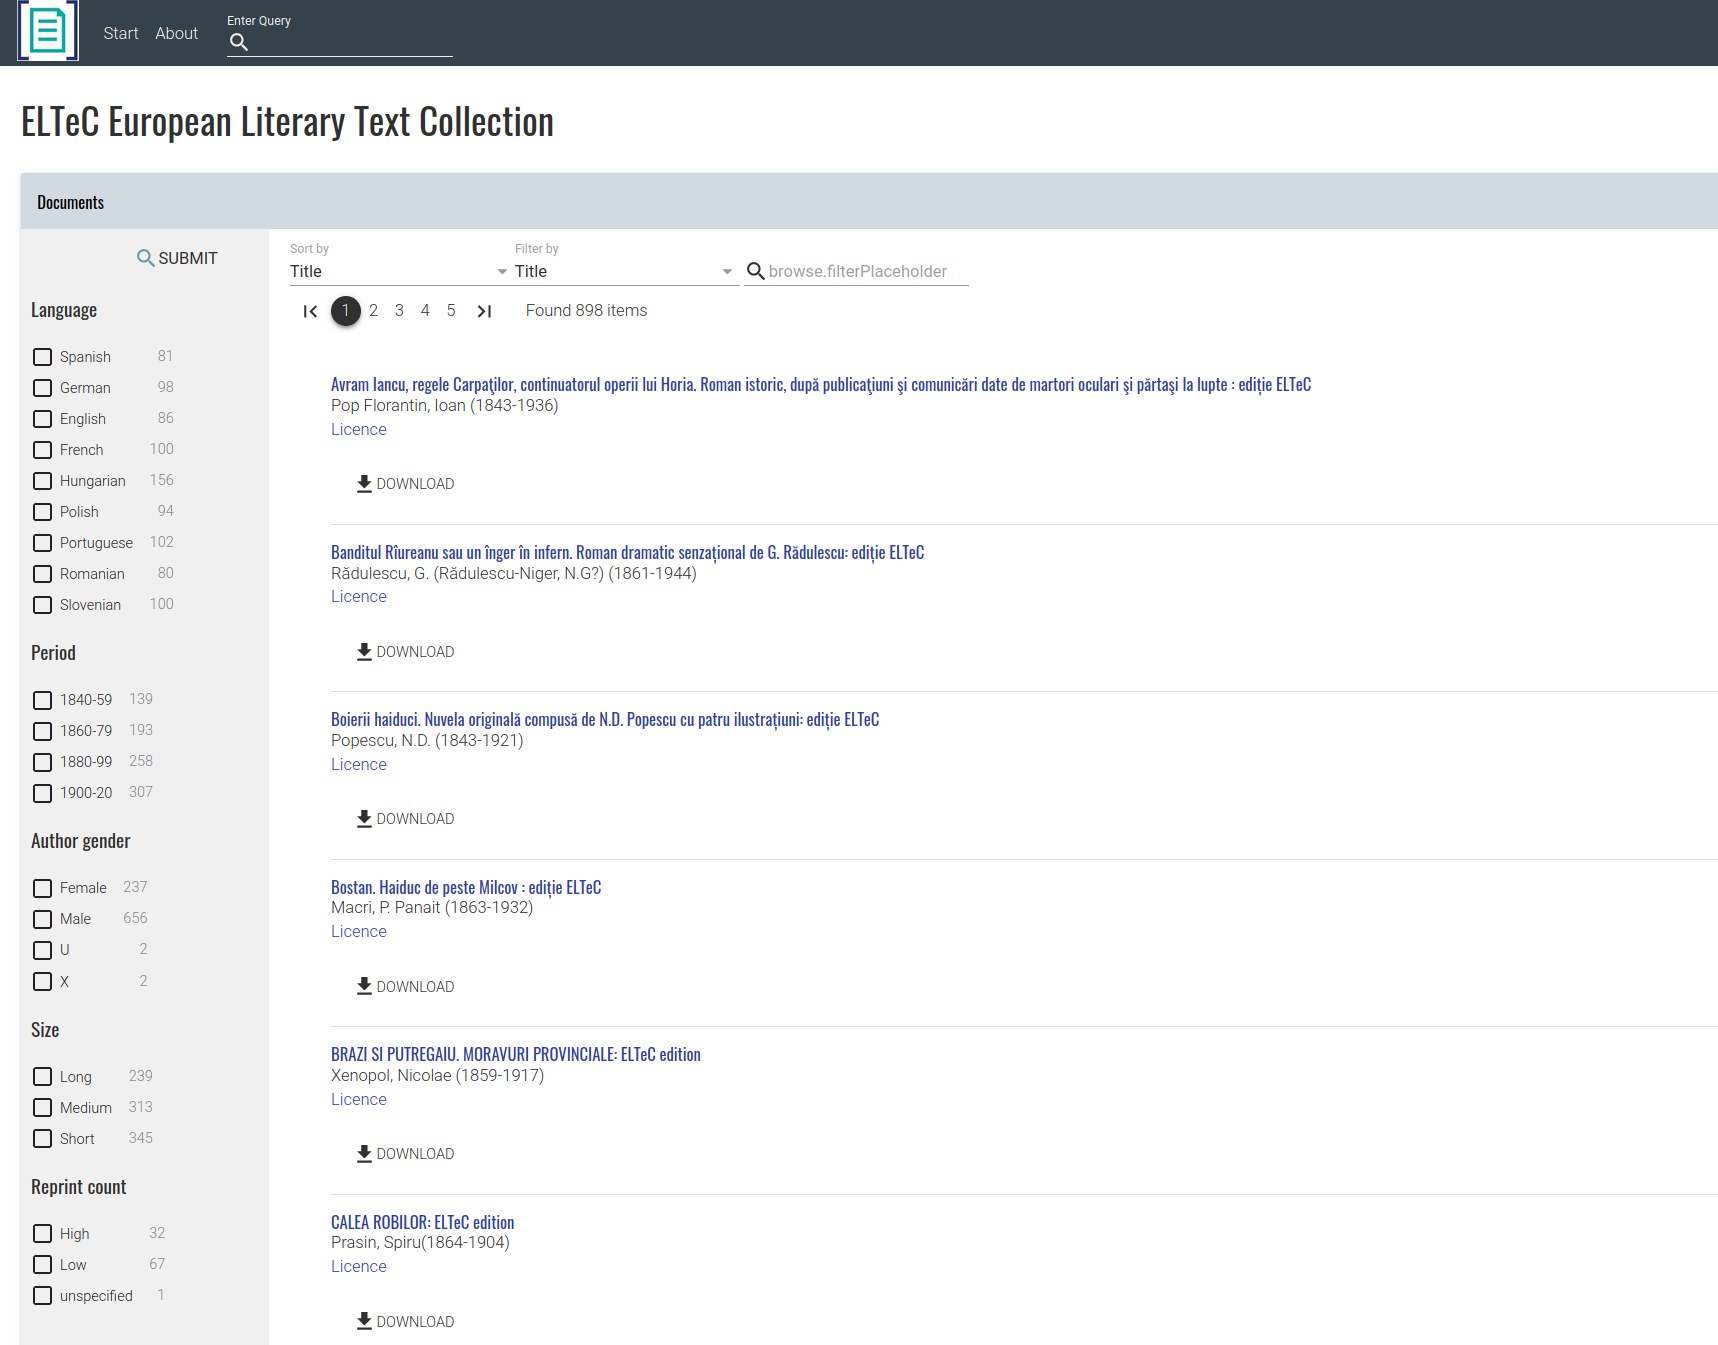 Start About Enter Query
ELTeC European Literary Text Collection
Documents
SUBMIT
Language
Spanish 81
German 98
English 86
French 100
Hungarian 156
Polish 94
Portuguese 102
Romanian 80
Slovenian 100
Period
1840-59 139
1860-79 193
1880-99 258
1900-20 307
Author gender
Female 237
Male 656
U 2
X 2
Size
Long 239
Medium 313
Short 345
Reprint count
High 32
Low 67
unspecified 1
Sort by Filter by
Title Title browse.filterPlaceholder
1 2 3 4 5 Found 898 items
Avram Iancu, regele Carpaţilor, continuatorul operii lui Horia. Roman istoric, după publicaţiuni şi comunicări date de martori oculari şi părtaşi la lupte : ediție ELTeC
Pop Florantin, Ioan (1843-1936)
Licence
DOWNLOAD
Banditul Rîureanu sau un înger în infern. Roman dramatic senzațional de G. Rădulescu: ediție ELTeC
Rădulescu, G. (Rădulescu-Niger, N.G?) (1861-1944)
Licence
DOWNLOAD
Boierii haiduci. Nuvela originală compusă de N.D. Popescu cu patru ilustrațiuni: ediție ELTeC
Popescu, N.D. (1843-1921)
Licence
DOWNLOAD
Bostan. Haiduc de peste Milcov : ediție ELTeC
Macri, P. Panait (1863-1932)
Licence
DOWNLOAD
BRAZI SI PUTREGAIU. MORAVURI PROVINCIALE: ELTeC edition
Xenopol, Nicolae (1859-1917)
Licence
DOWNLOAD
CALEA ROBILOR: ELTeC edition
Prasin, Spiru(1864-1904)
Licence
DOWNLOAD